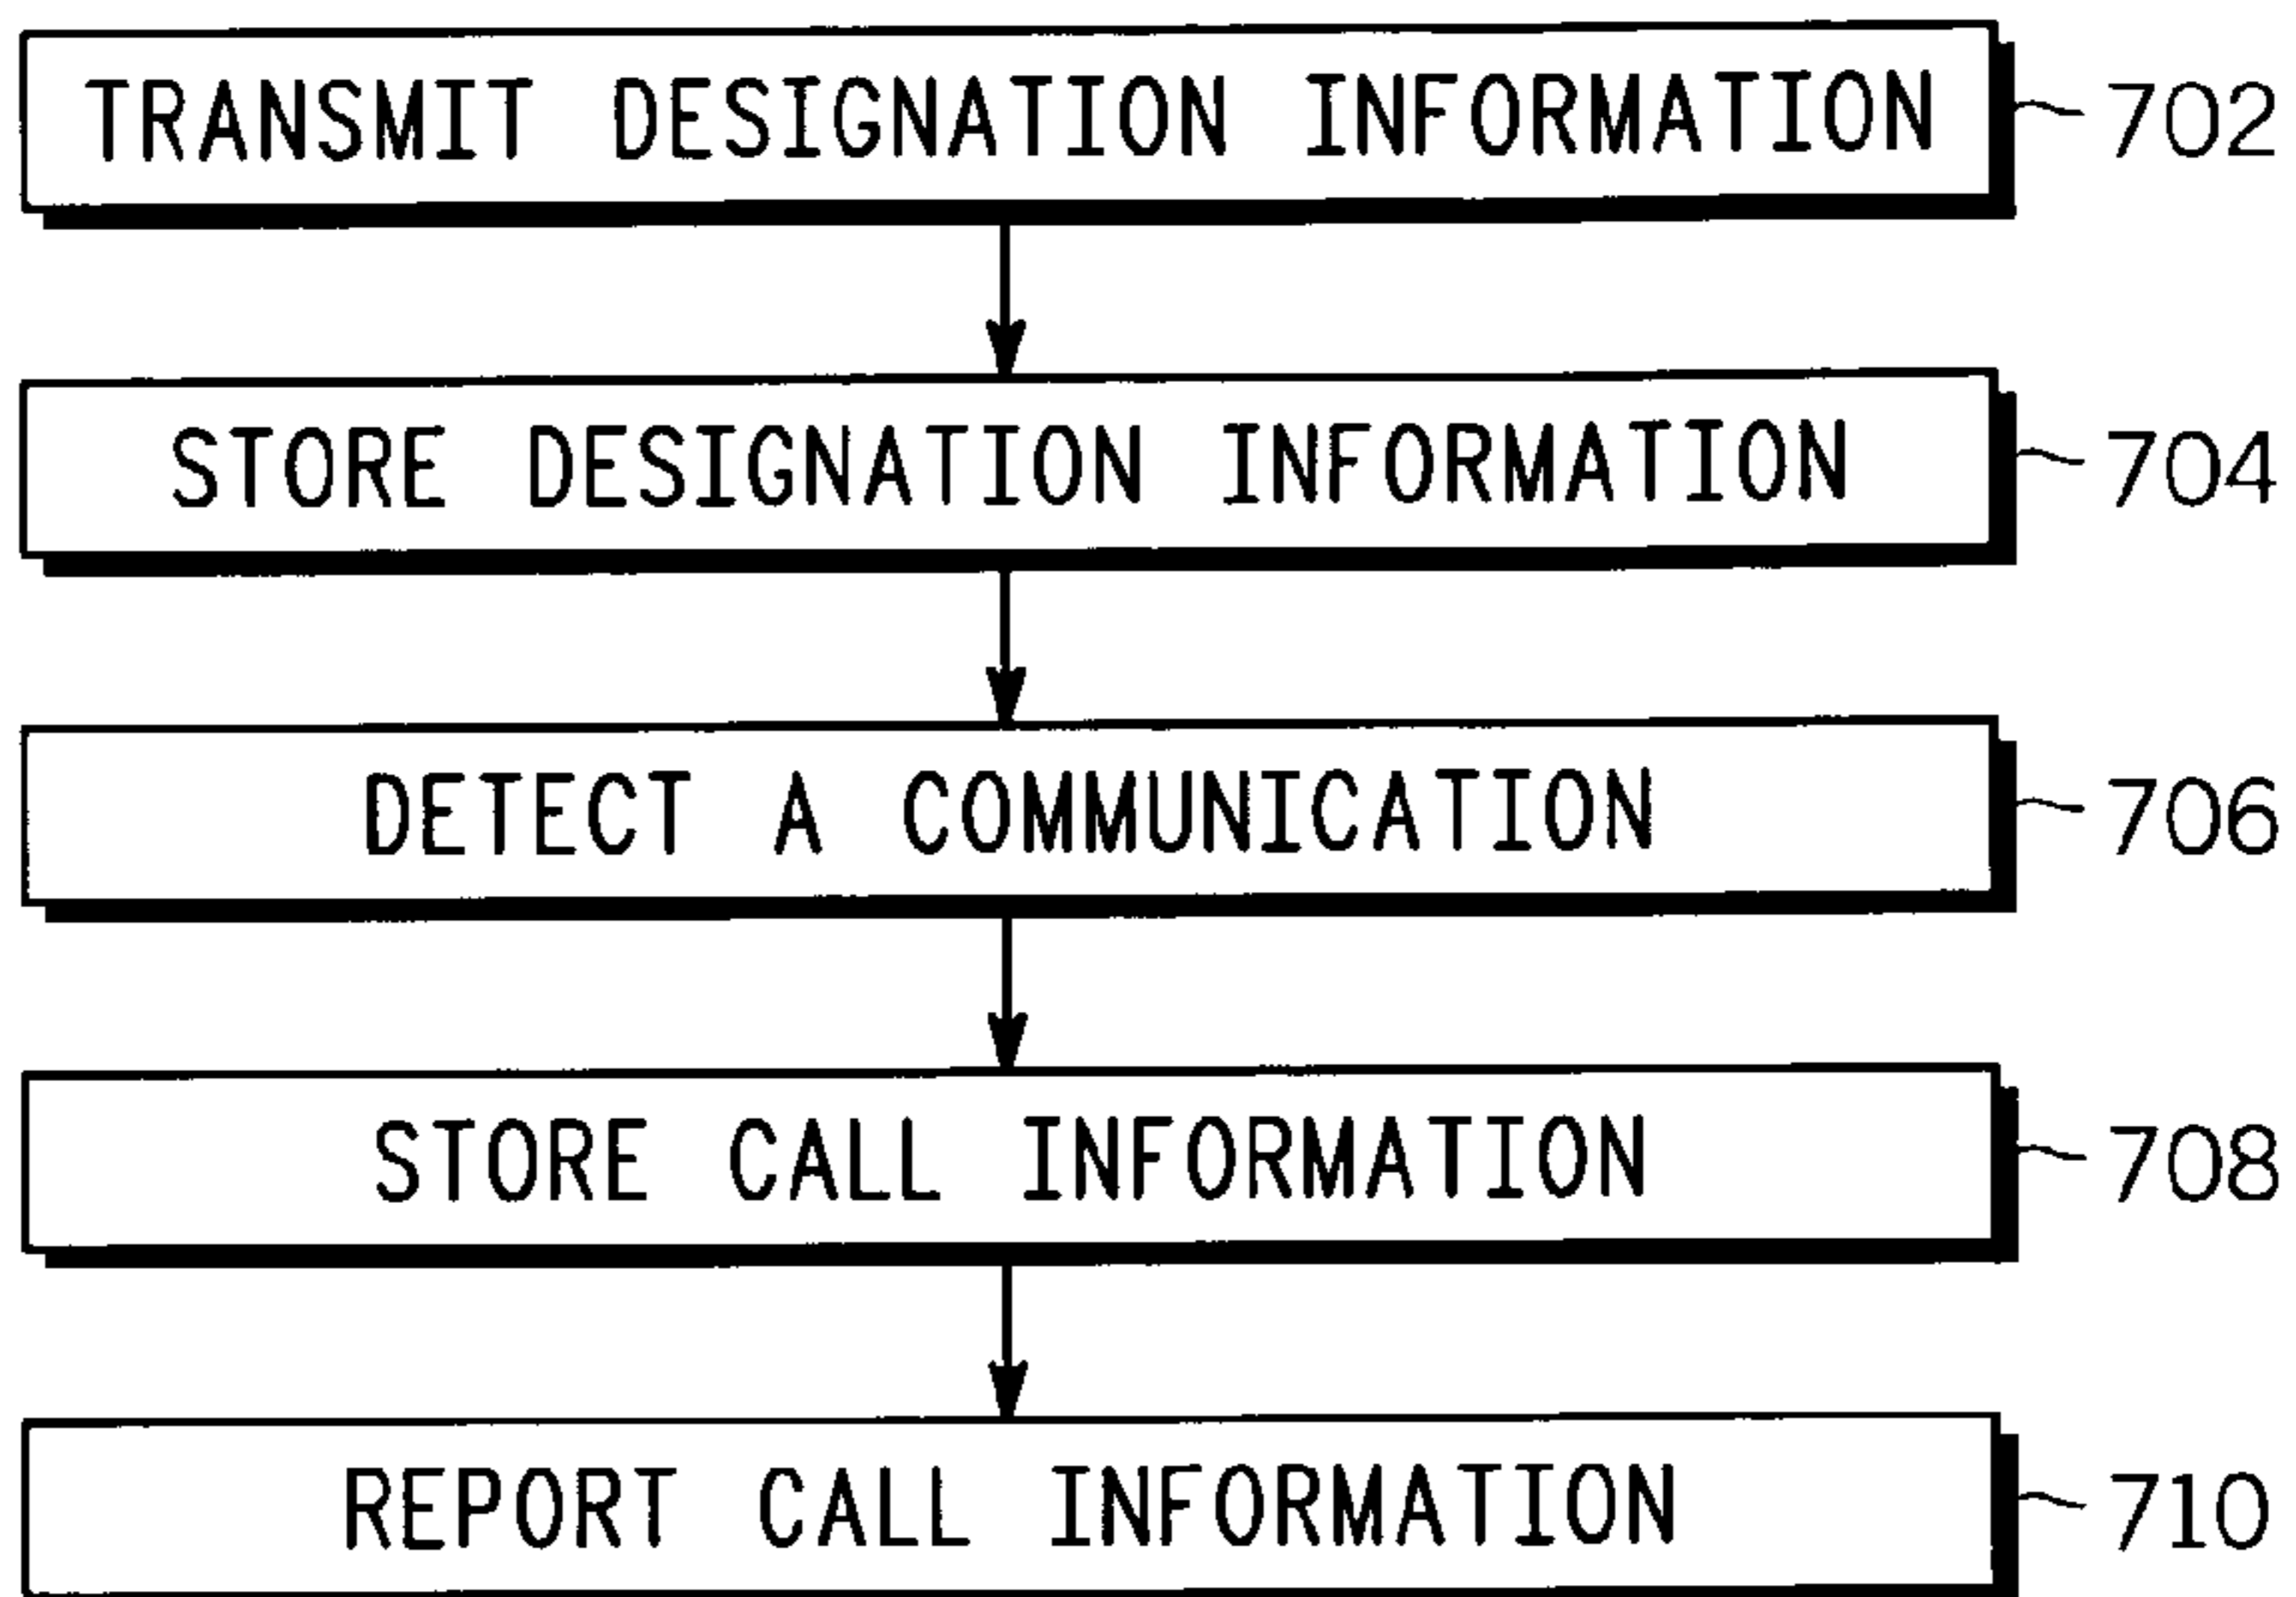 TRANSMIT DESIGNATION INFORMATION 702
STORE DESIGNATION INFORMATION 704
DETECT A COMMUNICATION 706
STORE CALL INFORMATION 708
REPORT CALL INFORMATION 710